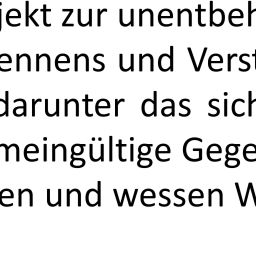 jekt zur unentbeh
ennens und Verst
darunter das sich
meingültige Gege
en und wessen W